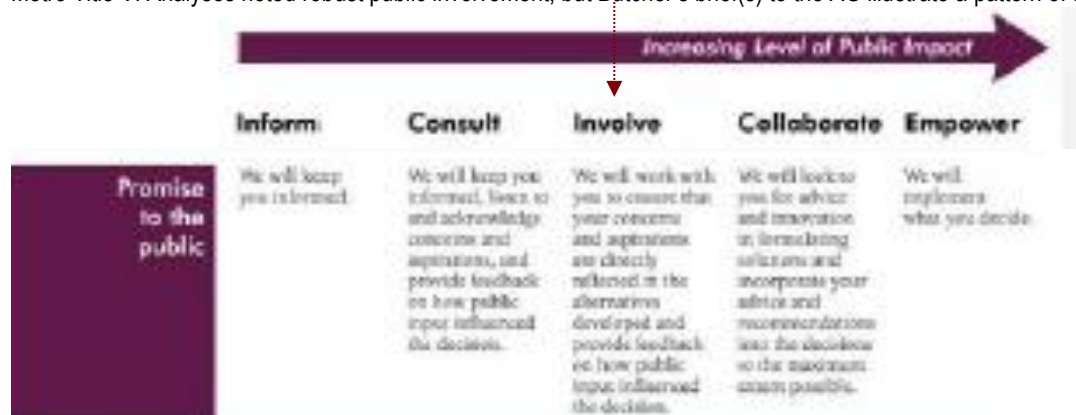 Metro Title VI Analyses noted robust public involvement, but Butcher's brief(s) to the AG illustrate a pattern of
Increasing Level of Public Impact
Inform Consult Involve Collaborate Empower
Promise
to the
public
We will keep
you informed.
We will keep you
informed, listen to
and acknowledge
concerns and
aspirations, and
provide feedback
on how public
input influenced
the decision.
We will work with
you to ensure that
your concerns
and aspirations
are directly
reflected in the
alternatives
developed and
provide feedback
on how public
input influenced
the decision.
We will look to
you for advice
and innovation
in formulating
solutions and
incorporate your
advice and
recommendations
into the decisions
to the maximum
extent possible.
We will
implement
what you decide.